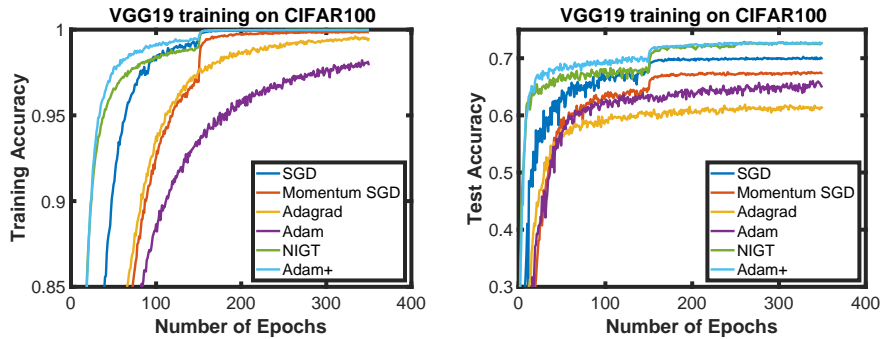 VGG19 training on CIFAR100
1
0.95
0.9
0.85
Training Accuracy
0
100
200
300
400
Number of Epochs
SGD
Momentum SGD
Adagrad
Adam
NIGT
Adam+
VGG19 training on CIFAR100
0.7
0.6
0.5
0.4
0.3
Test Accuracy
0
100
200
300
400
Number of Epochs
SGD
Momentum SGD
Adagrad
Adam
NIGT
Adam+